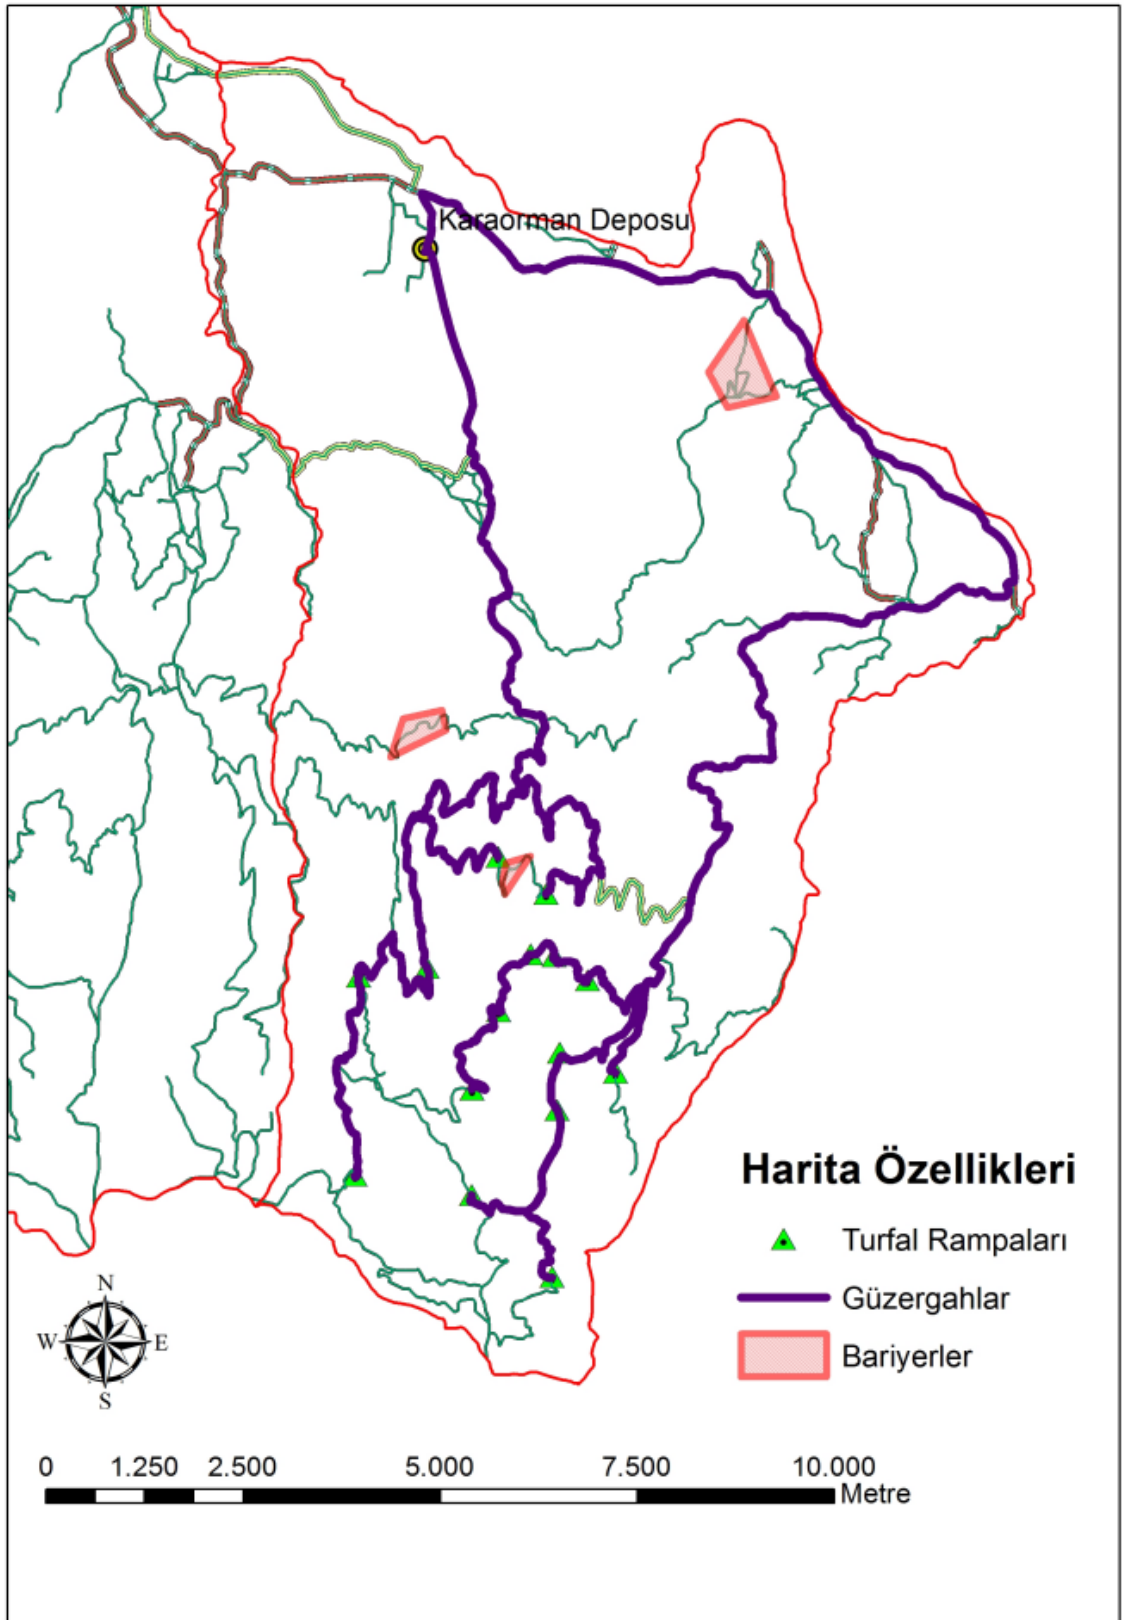 Karaorman Deposu
Harita Özellikleri
Turfal Rampaları
Güzergahlar
Bariyerler
N
W E
S
0 1.250 2.500 5.000 7.500 10.000
Metre